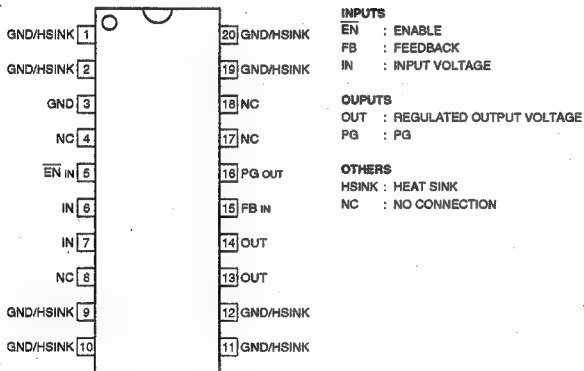 GND/HSINK 1
GND/HSINK 2
GND 3
NC 4
EN IN 5
IN 6
IN 7
NC 8
GND/HSINK 9
GND/HSINK 10
20 GND/HSINK
19 GND/HSINK
18 NC
17 NC
16 PG OUT
15 FB IN
14 OUT
13 OUT
12 GND/HSINK
11 GND/HSINK
INPUTS
EN : ENABLE
FB : FEEDBACK
IN : INPUT VOLTAGE
OUPUTS
OUT : REGULATED OUTPUT VOLTAGE
PG : PG
OTHERS
HSINK : HEAT SINK
NC : NO CONNECTION